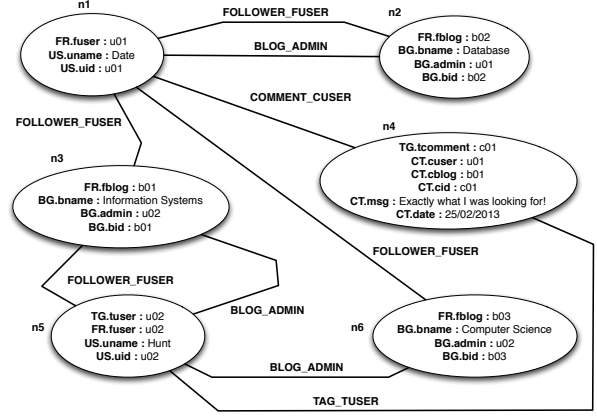 n1
FR.fuser : u01
US.uname : Date
US.uid : u01
FOLLOWER_FUSER
BLOG_ADMIN
n2
FR.fblog : b02
BG.bname : Database
BG.admin : u01
BG.bid : b02
COMMENT_CUSER
FOLLOWER_FUSER
n4
TG.tcomment : c01
CT.cuser : u01
CT.cblog : b01
CT.cid : c01
CT.msg : Exactly what I was looking for!
CT.date : 25/02/2013
n3
FR.fblog : b01
BG.bname : Information Systems
BG.admin : u02
BG.bid : b01
FOLLOWER_FUSER
FOLLOWER_FUSER
BLOG_ADMIN
n5
TG.tuser : u02
FR.fuser : u02
US.uname : Hunt
US.uid : u02
n6
FR.fblog : b03
BG.bname : Computer Science
BG.admin : u02
BG.bid : b03
BLOG_ADMIN
TAG_TUSER